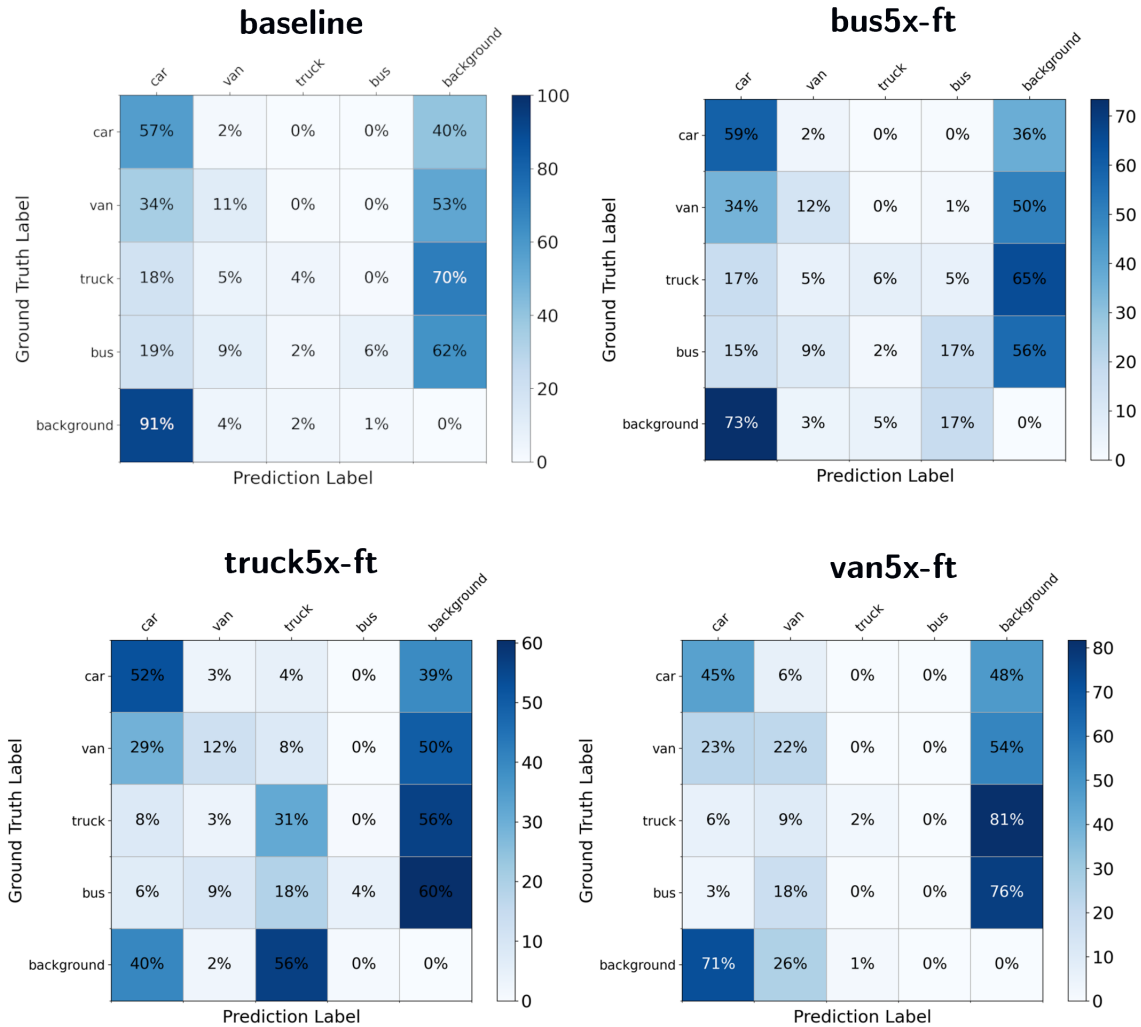 baseline
car van truck bus background
car 57% 2% 0% 0% 40%
van 34% 11% 0% 0% 53%
truck 18% 5% 4% 0% 70%
bus 19% 9% 2% 6% 62%
background 91% 4% 2% 1% 0%
Ground Truth Label
Prediction Label
100
80
60
40
20
0
bus5x-ft
car van truck bus background
car 59% 2% 0% 0% 36%
van 34% 12% 0% 1% 50%
truck 17% 5% 6% 5% 65%
bus 15% 9% 2% 17% 56%
background 73% 3% 5% 17% 0%
Ground Truth Label
Prediction Label
70
60
50
40
30
20
10
0
truck5x-ft
car van truck bus background
car 52% 3% 4% 0% 39%
van 29% 12% 8% 0% 50%
truck 8% 3% 31% 0% 56%
bus 6% 9% 18% 4% 60%
background 40% 2% 56% 0% 0%
Ground Truth Label
Prediction Label
60
50
40
30
20
10
0
van5x-ft
car van truck bus background
car 45% 6% 0% 0% 48%
van 23% 22% 0% 0% 54%
truck 6% 9% 2% 0% 81%
bus 3% 18% 0% 0% 76%
background 71% 26% 1% 0% 0%
Ground Truth Label
Prediction Label
80
70
60
50
40
30
20
10
0